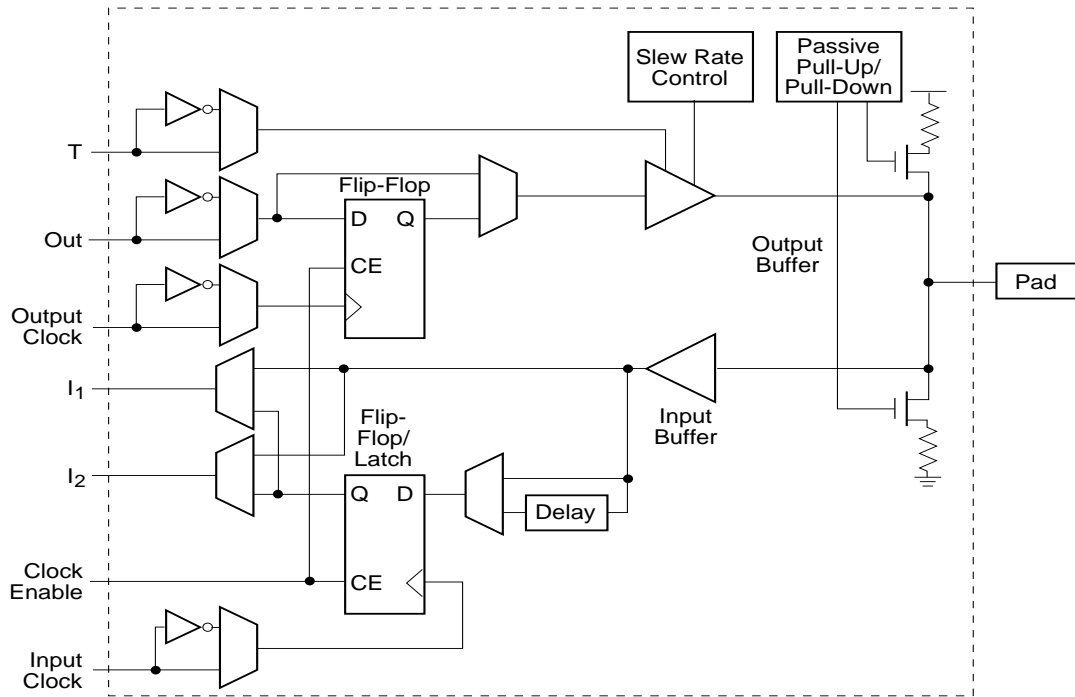 Slew Rate
Control
Passive
Pull-Up/
Pull-Down
T
Flip-Flop
D
Q
Out
CE
Output
Buffer
Pad
Output
Clock
I1
Flip-
Flop/
Latch
Input
Buffer
I2
Q
D
Delay
Clock
Enable
CE
Input
Clock